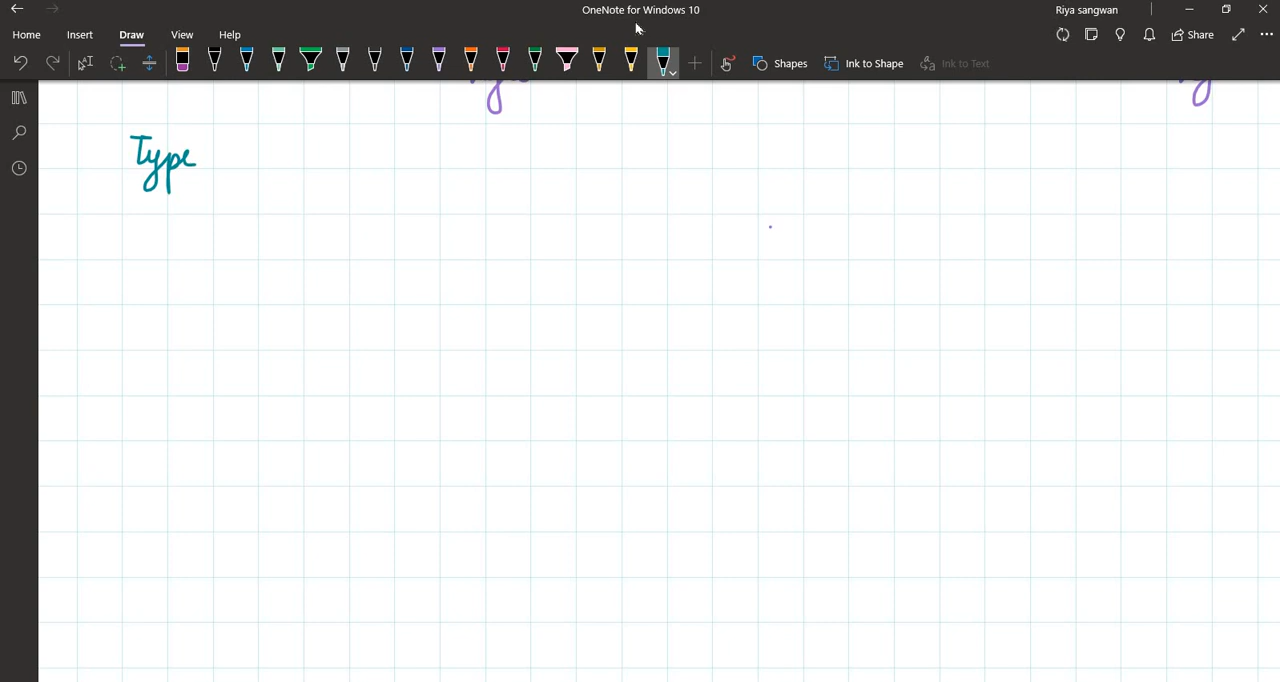 OneNote for Windows 10
Riya sangwan
Home Insert Draw View Help
Share
Shapes Ink to Shape Ink to Text
Type